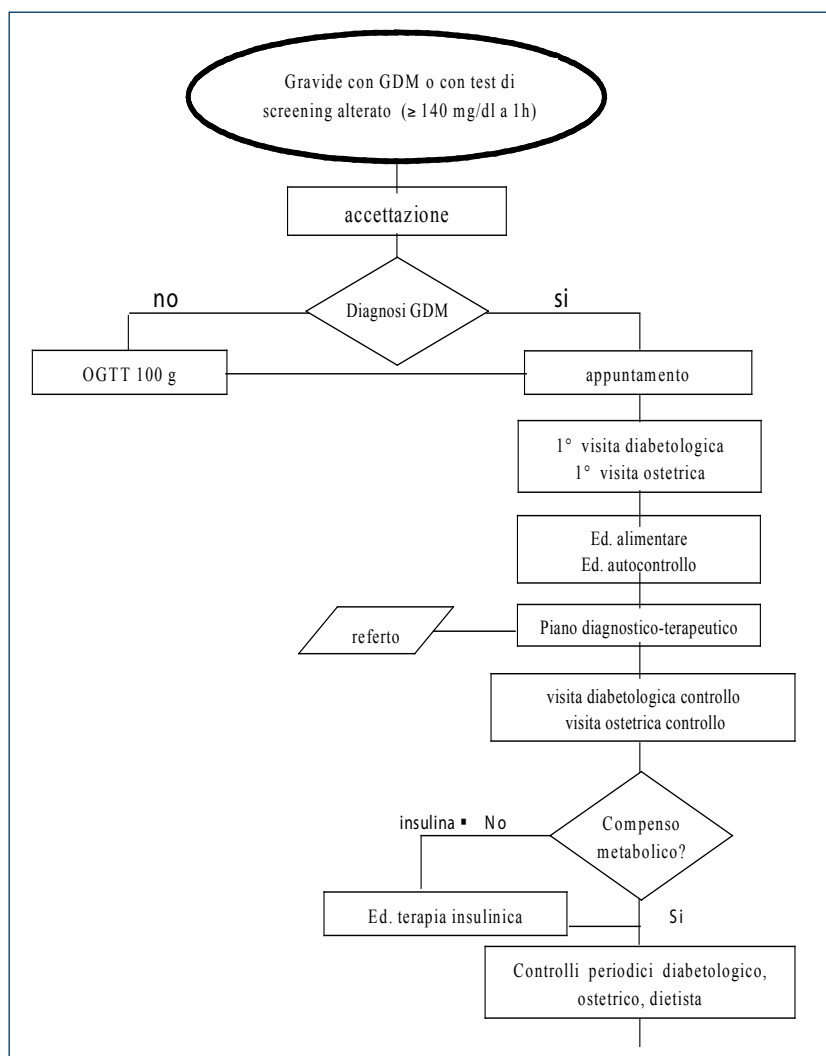 Gravide con GDM o con test di
screening alterato (≥ 140 mg/dl a 1h)
accettazione
no
Diagnosi GDM
si
OGTT 100 g
appuntamento
1° visita diabetologica
1° visita ostetrica
Ed. alimentare
Ed. autocontrollo
referto
Piano diagnostico-terapeutico
visita diabetologica controllo
visita ostetrica controllo
insulina ▪ No
Compenso
metabolico?
Ed. terapia insulinica
Si
Controlli periodici diabetologico,
ostetrico, dietista